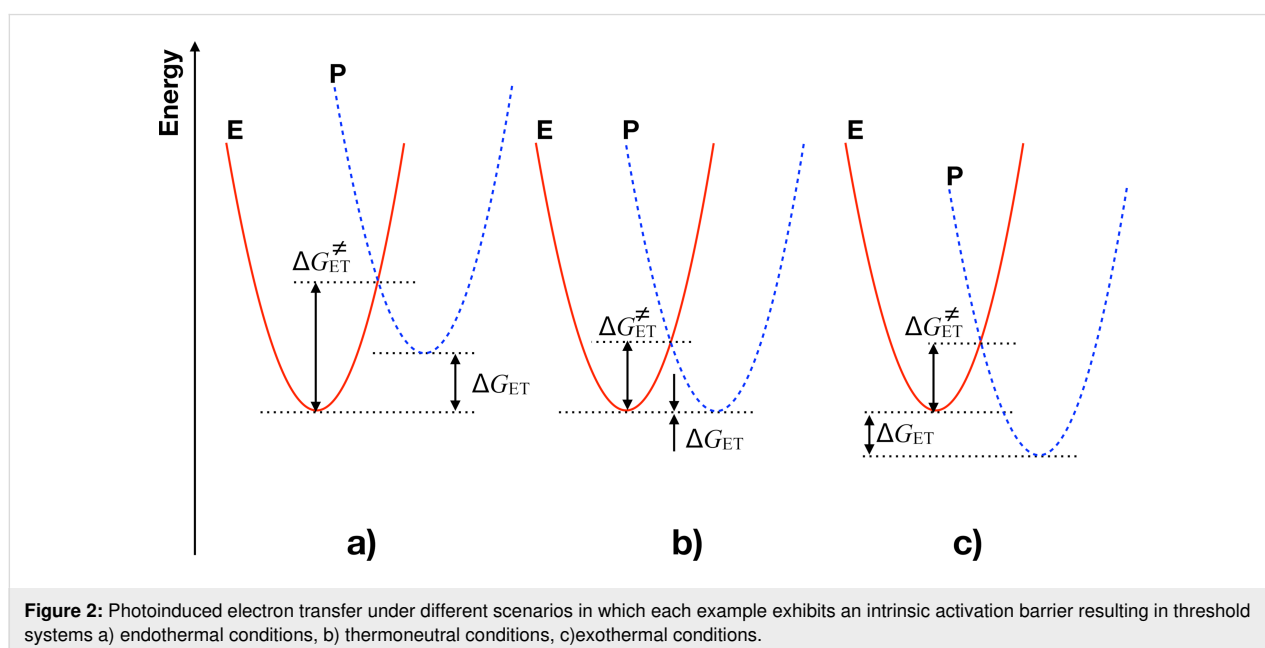 Energy
P
E
ΔG≠ET
ΔGET
a)
E
P
ΔG≠ET
ΔGET
b)
E
P
ΔG≠ET
ΔGET
c)
Figure 2: Photoinduced electron transfer under different scenarios in which each example exhibits an intrinsic activation barrier resulting in threshold
systems a) endothermal conditions, b) thermoneutral conditions, c)exothermal conditions.